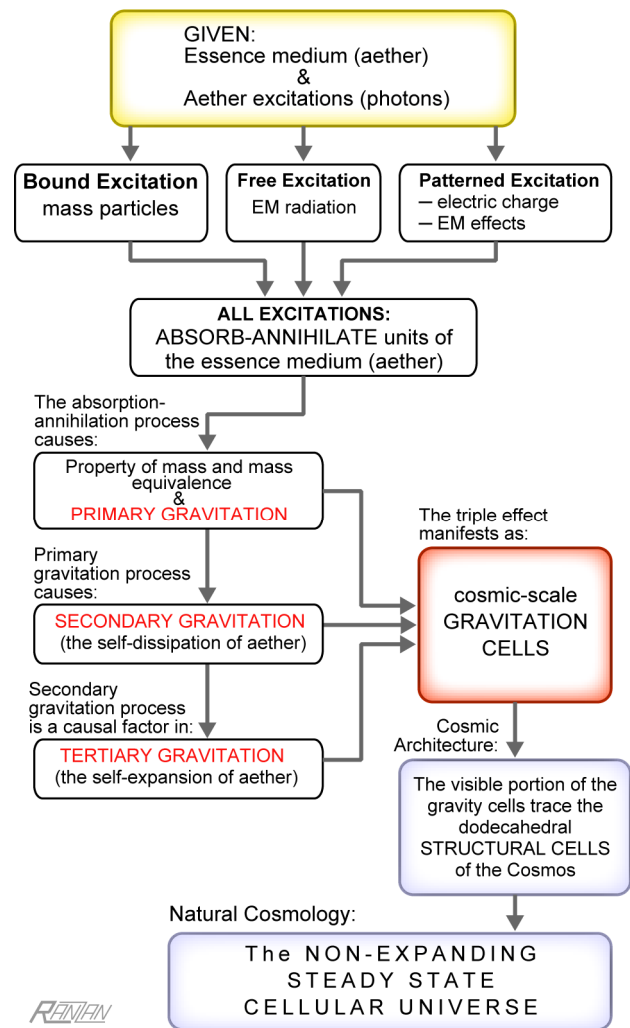 GIVEN:
Essence medium (aether)
&
Aether excitations (photons)
Bound Excitation
mass particles
Free Excitation
EM radiation
Patterned Excitation
— electric charge
— EM effects
ALL EXCITATIONS:
ABSORB-ANNIHILATE units of
the essence medium (aether)
The absorption-
annihilation process
causes:
Property of mass and mass
equivalence
&
PRIMARY GRAVITATION
Primary
gravitation process
causes:
SECONDARY GRAVITATION
(the self-dissipation of aether)
Secondary
gravitation process
is a causal factor in:
TERTIARY GRAVITATION
(the self-expansion of aether)
The triple effect
manifests as:
cosmic-scale
GRAVITATION
CELLS
Cosmic
Architecture:
The visible portion of the
gravity cells trace the
dodecahedral
STRUCTURAL CELLS
of the Cosmos
Natural Cosmology:
The NON-EXPANDING
STEADY STATE
CELLULAR UNIVERSE
RANZAN